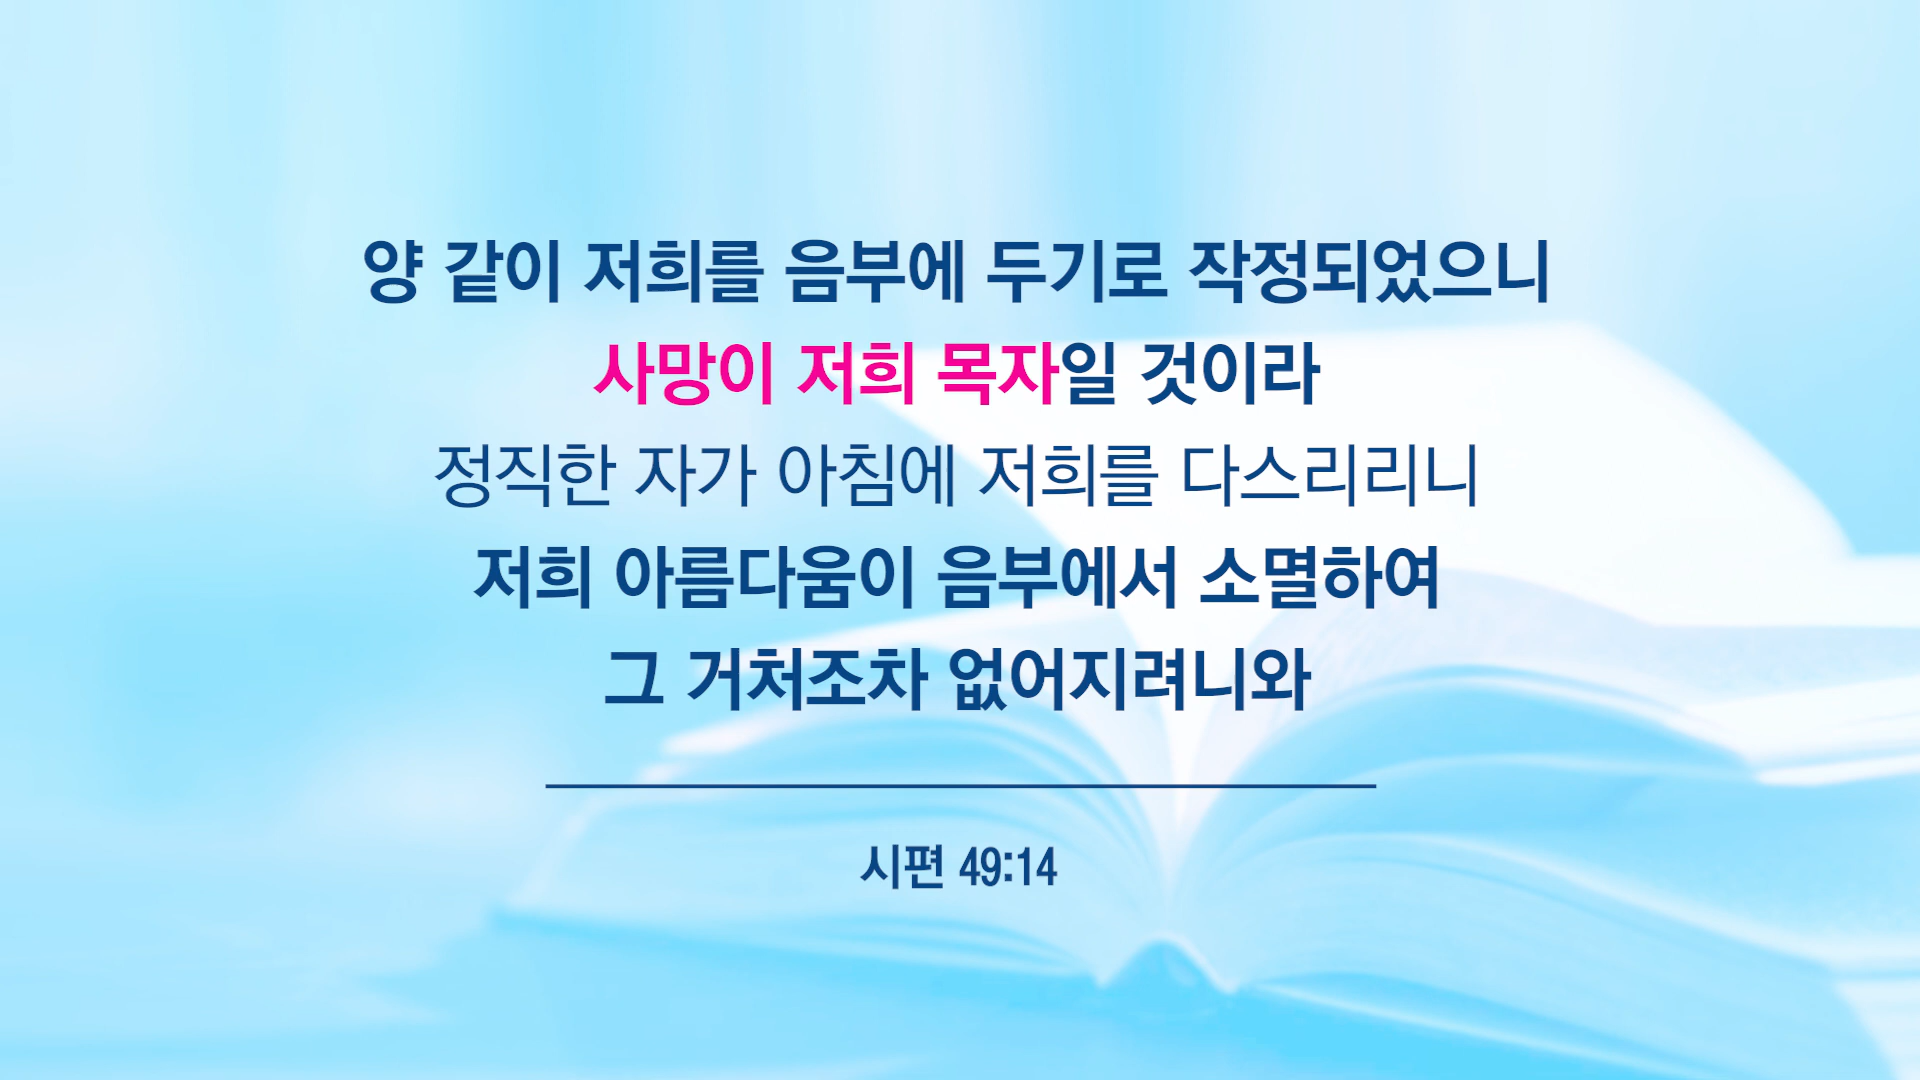 양 같이 저희를 음부에 두기로 작정되었으니
사망이 저희 목자일 것이라
정직한 자가 아침에 저희를 다스리리니
저희 아름다움이 음부에서 소멸하여
그 거처조차 없어지려니와
시편 49:14